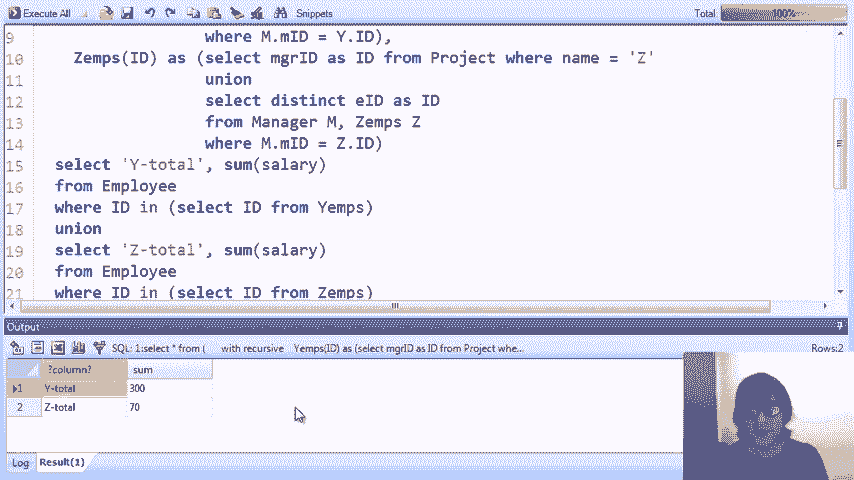 Execute All Snippets Total 100%
9 where M.mID = Y.ID),
10 Zemps(ID) as (select mgrID as ID from Project where name = 'Z'
11 union
12 select distinct eID as ID
13 from Manager M, Zemps Z
14 where M.mID = Z.ID)
15 select 'Y-total', sum(salary)
16 from Employee
17 where ID in (select ID from Yemps)
18 union
19 select 'Z-total', sum(salary)
20 from Employee
21 where ID in (select ID from Zemps)
Output
SQL: 1:select * from ( with recursive Yemps(ID) as (select mgrID as ID from Project whe... Rows:2
?column? sum
1 Y-total 300
2 Z-total 70
Log Result(1)